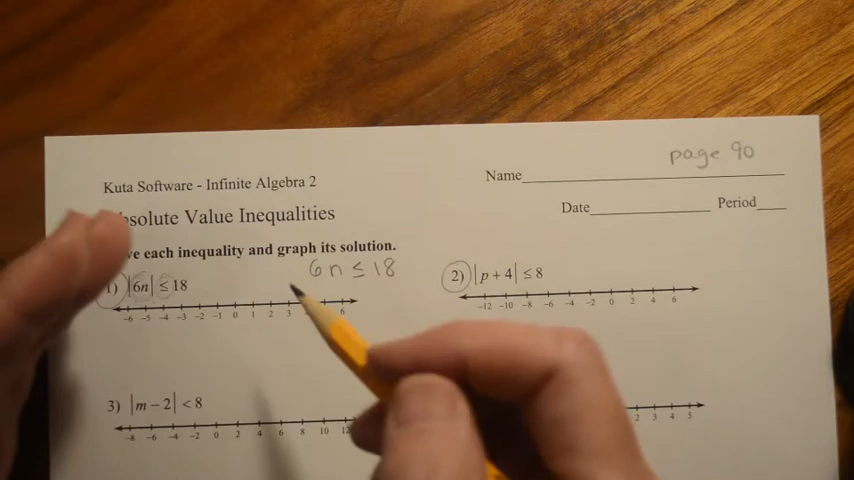 page 90
Kuta Software - Infinite Algebra 2
Name
Date Period
bsolute Value Inequalities
ve each inequality and graph its solution.
6n ≤ 18
1) |6n| ≤ 18
2) |p + 4| ≤ 8
-6 -5 -4 -3 -2 -1 0 1 2 3 6
-12 -10 -8 -6 -4 -2 0 2 4 6
3) |m − 2| < 8
-8 -6 -4 -2 0 2 4 6 8 10 12
2 3 4 5